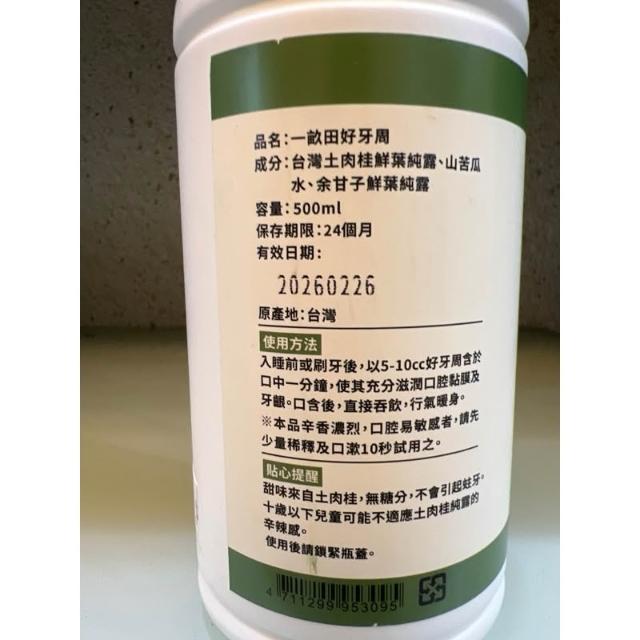 品名：一畝田好牙周
成分：台灣土肉桂鮮葉純露、山苦瓜
水、余甘子鮮葉純露
容量：500ml
保存期限：24個月
有效日期：
20260226
原產地：台灣
使用方法
入睡前或刷牙後，以5-10cc好牙周含於
口中一分鐘，使其充分滋潤口腔黏膜及
牙齦。口含後，直接吞飲，行氣暖身。
※本品辛香濃烈，口腔易敏感者，請先
少量稀釋及口漱10秒試用之。
貼心提醒
甜味來自土肉桂，無糖分，不會引起蛀牙。
十歲以下兒童可能不適應土肉桂純露的
辛辣感。
使用後請鎖緊瓶蓋。
4 711299 953095